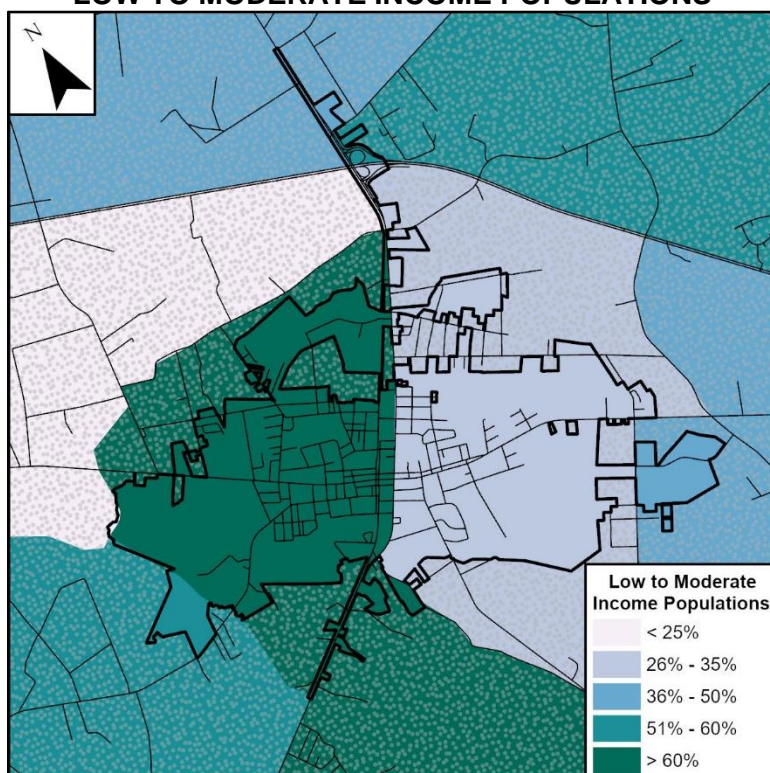 LOW TO MODERATE INCOME POPULATIONS
N
Low to Moderate
Income Populations
< 25%
26% - 35%
36% - 50%
51% - 60%
> 60%